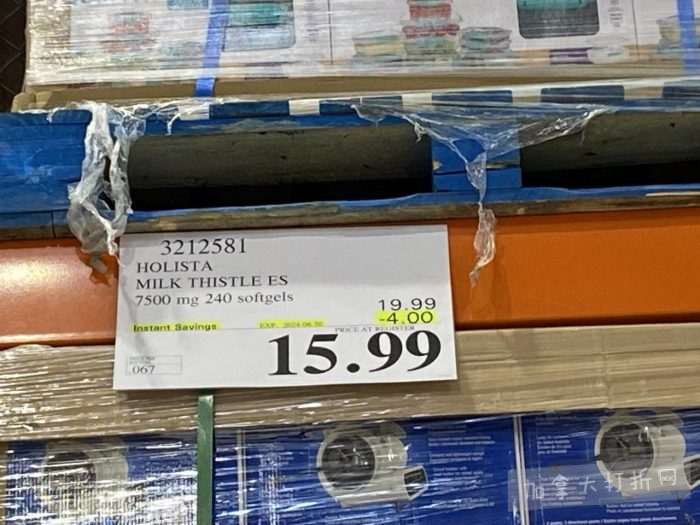 3212581
HOLISTA
MILK THISTLE ES
7500 mg 240 softgels
19.99
Instant Savings EXP. 2024-06-30 -4.00
PRICE AT REGISTER
15.99
067
加拿大打折